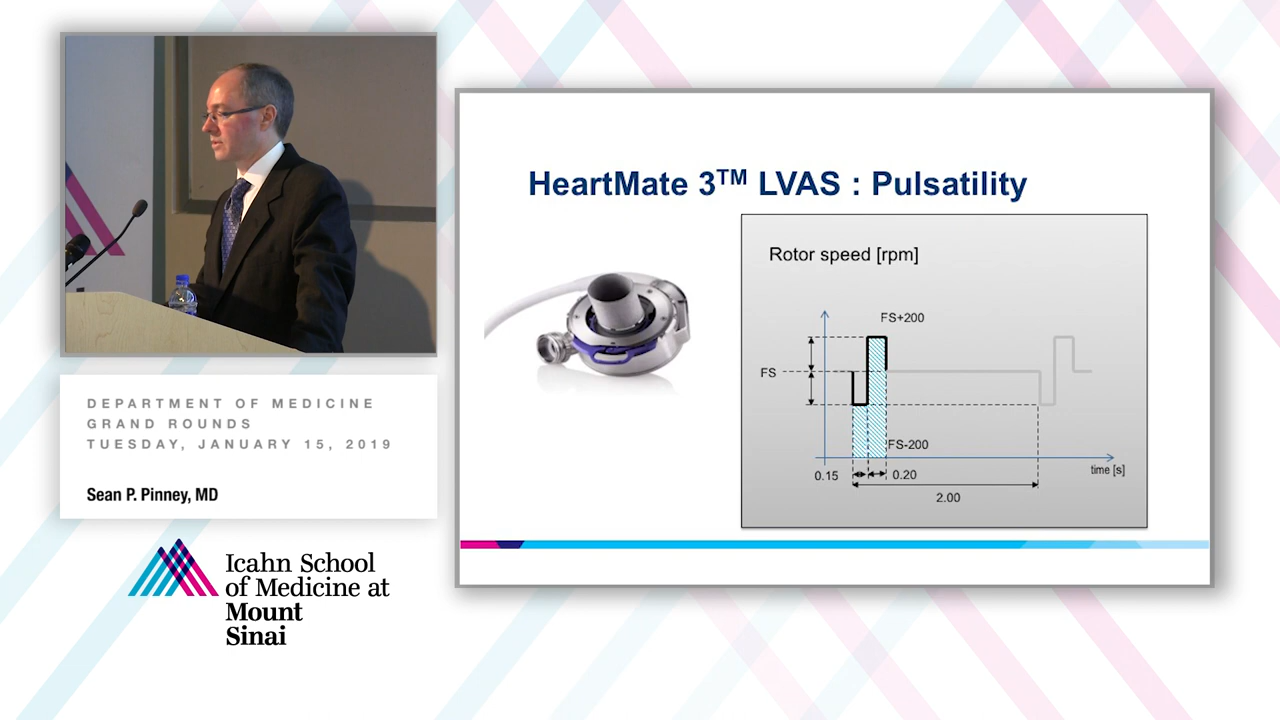 DEPARTMENT OF MEDICINE
GRAND ROUNDS
TUESDAY, JANUARY 15, 2019
Sean P. Pinney, MD
Icahn School
of Medicine at
Mount
Sinai
HeartMate 3TM LVAS : Pulsatility
Rotor speed [rpm]
FS+200
FS
FS-200
time [s]
0.15
0.20
2.00